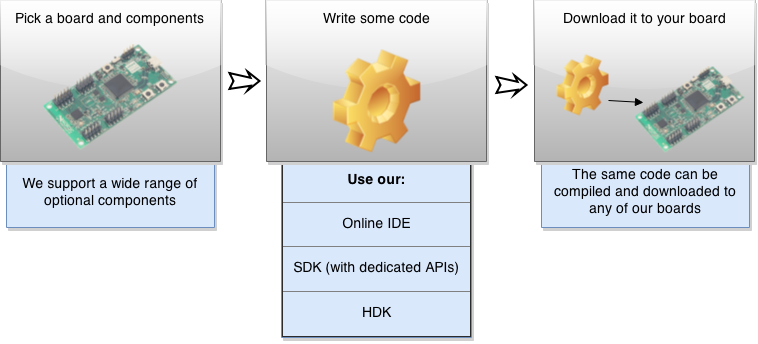 Pick a board and components
Write some code
Download it to your board
We support a wide range of
optional components
Use our:
Online IDE
SDK (with dedicated APIs)
HDK
The same code can be
compiled and downloaded to
any of our boards